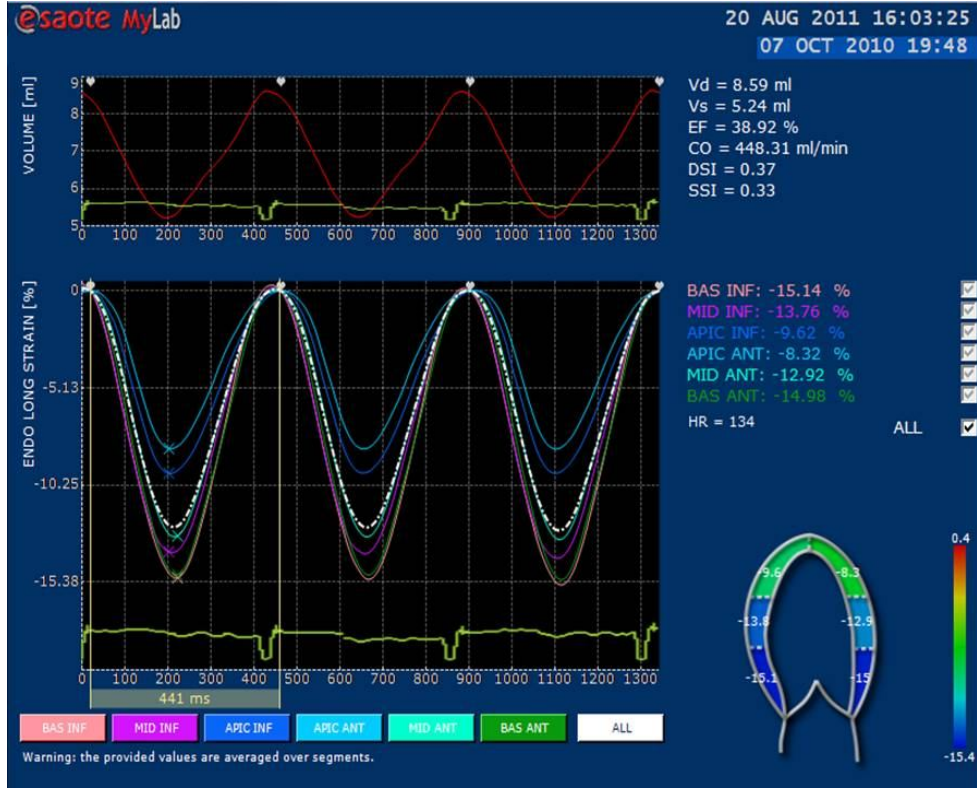 esaote MyLab
20 AUG 2011 16:03:25
07 OCT 2010 19:48
VOLUME [ml]
9
8
7
6
5
0 100 200 300 400 500 600 700 800 900 1000 1100 1200 1300
Vd = 8.59 ml
Vs = 5.24 ml
EF = 38.92 %
CO = 448.31 ml/min
DSI = 0.37
SSI = 0.33
ENDO LONG STRAIN [%]
0
-5.13
-10.25
-15.38
0 100 200 300 400 500 600 700 800 900 1000 1100 1200 1300
441 ms
BAS INF: -15.14 %
MID INF: -13.76 %
APIC INF: -9.62 %
APIC ANT: -8.32 %
MID ANT: -12.92 %
BAS ANT: -14.98 %
HR = 134
ALL
-9.6 -8.3
-13.8 -12.9
-15.1 -15
0.4
-15.4
BAS INF MID INF APIC INF APIC ANT MID ANT BAS ANT ALL
Warning: the provided values are averaged over segments.